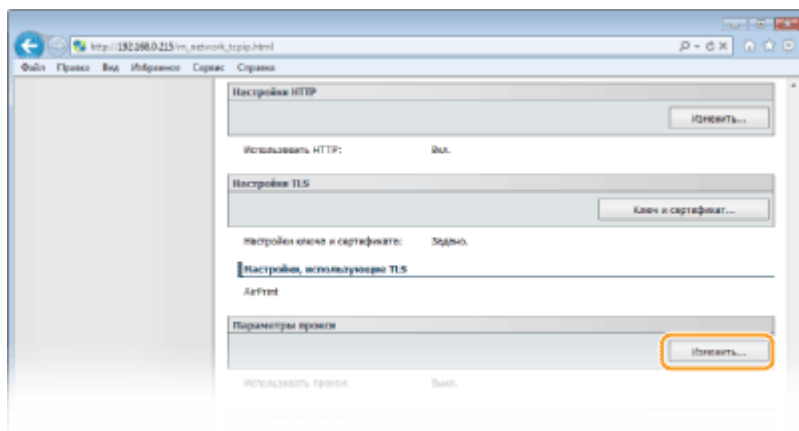 http://192.168.0.215/m_network_tcpip.html
Файл Правка Вид Избранное Сервис Справка
Настройки HTTP
Изменить...
Использовать HTTP: Вкл.
Настройки TLS
Ключ и сертификат...
Настройки ключа и сертификата: Задано.
Настройки, использующие TLS
AirPrint
Параметры прокси
Изменить...
Использовать прокси: Выкл.